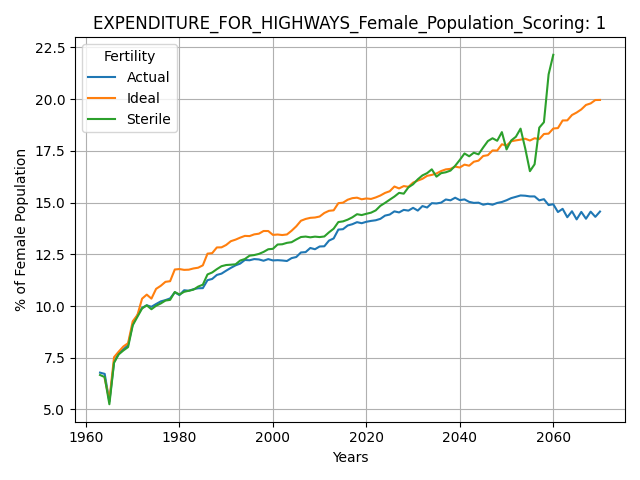 EXPENDITURE_FOR_HIGHWAYS_Female_Population_Scoring: 1
Fertility
Actual
Ideal
Sterile
% of Female Population
22.5
20.0
17.5
15.0
12.5
10.0
7.5
5.0
1960 1980 2000 2020 2040 2060
Years